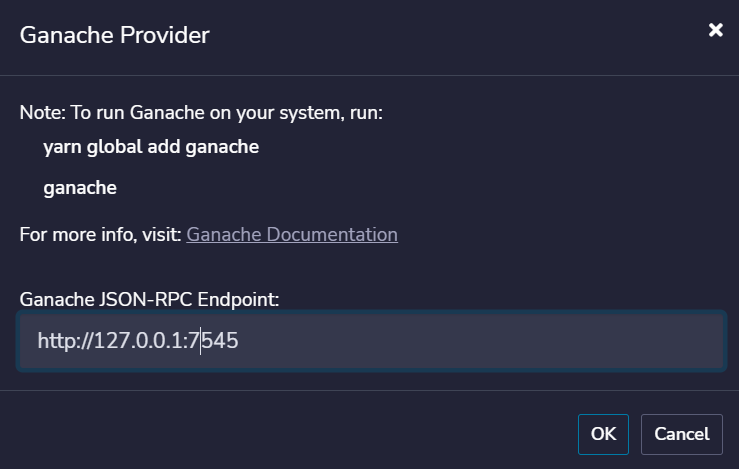 Ganache Provider
Note: To run Ganache on your system, run:
yarn global add ganache
ganache
For more info, visit: Ganache Documentation
Ganache JSON-RPC Endpoint:
http://127.0.0.1:7545
OK Cancel